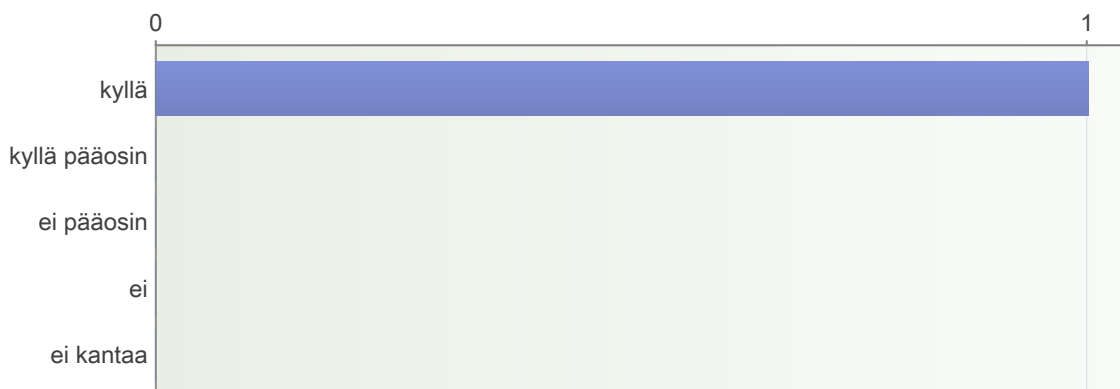 0 1
kyllä
kyllä pääosin
ei pääosin
ei
ei kantaa